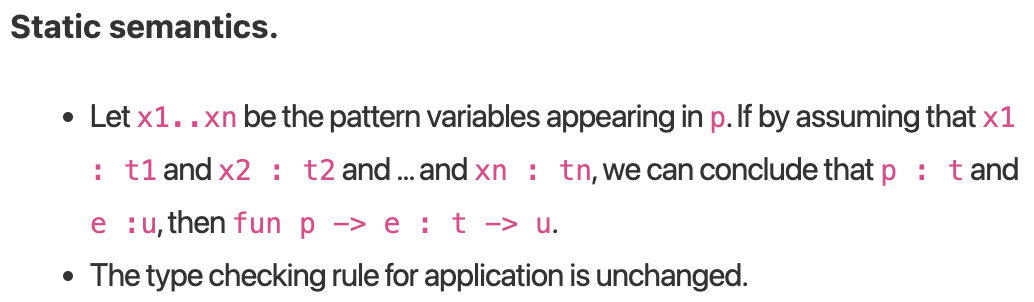 Static semantics.
• Let x1..xn be the pattern variables appearing in p. If by assuming that x1
: t1 and x2 : t2 and ... and xn : tn, we can conclude that p : t and
e :u, then fun p -> e : t -> u.
• The type checking rule for application is unchanged.